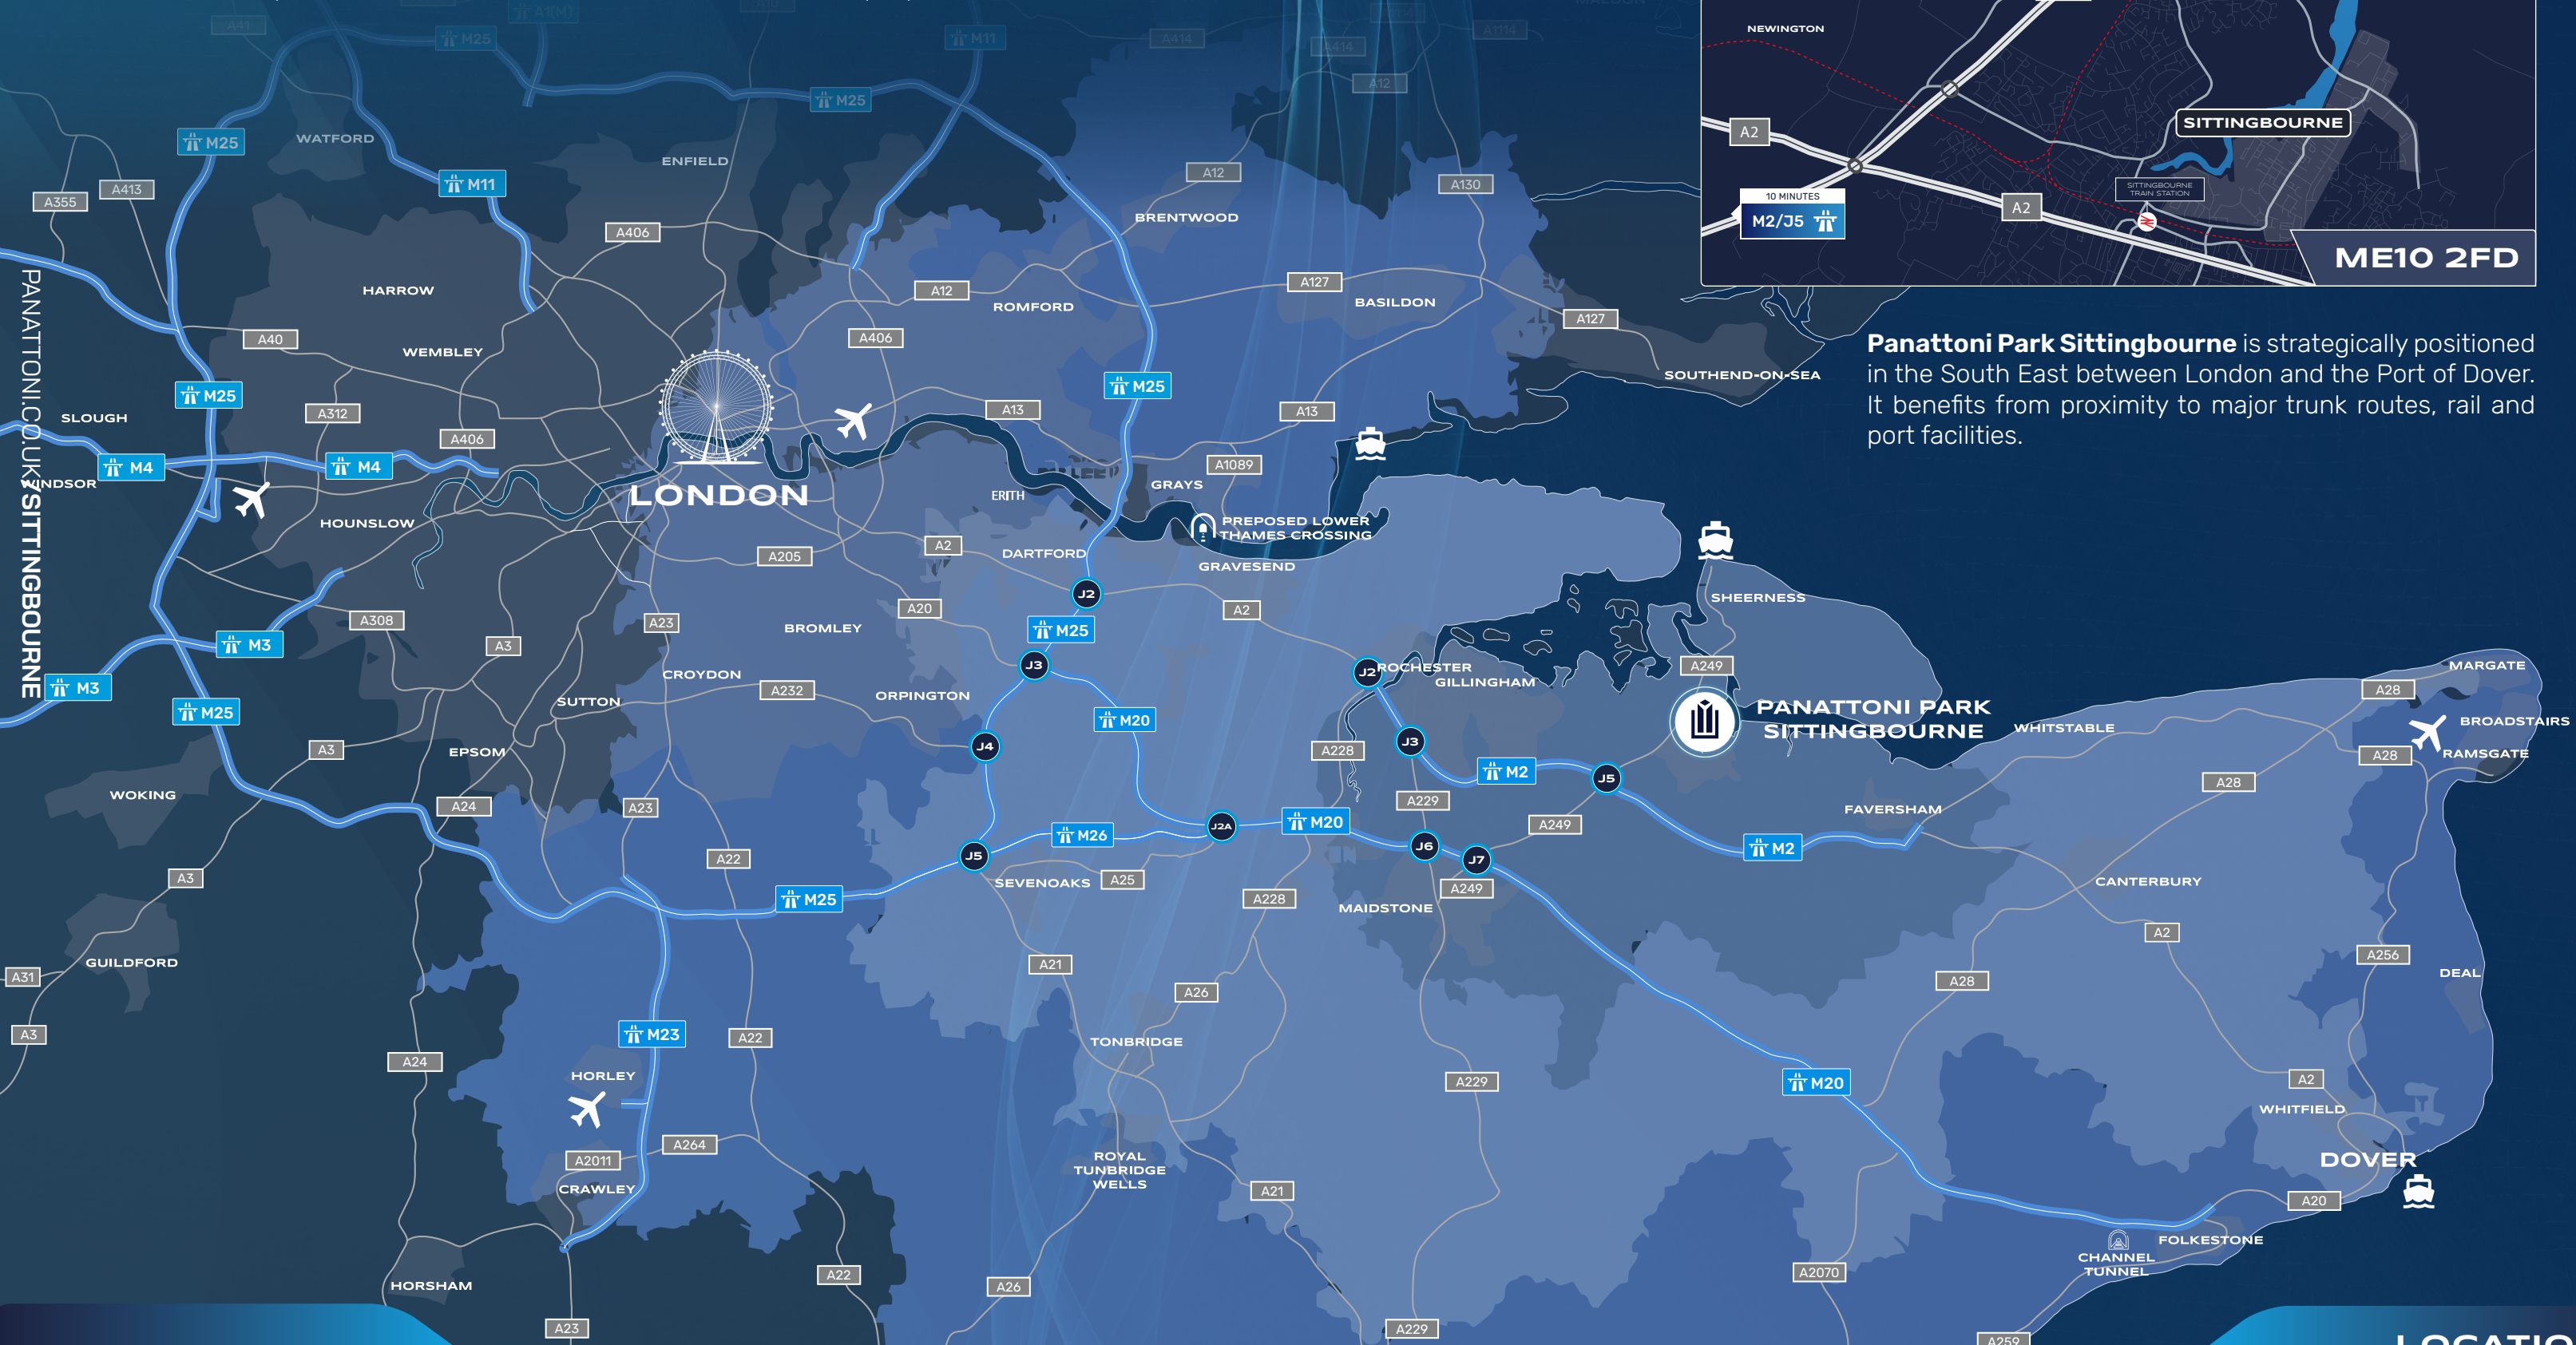 A41
M25
A1(M)
M11
A414
A414
A1114
A12
M25
M25
WATFORD
ENFIELD
A413
A355
M11
A406
A12
A130
BRENTWOOD
HARROW
A12
ROMFORD
A127
BASILDON
A127
A40
WEMBLEY
A406
M25
M25
SLOUGH
A312
A406
A13
A13
SOUTHEND-ON-SEA
M4
M4
WINDSOR
A1089
GRAYS
LONDON
ERITH
HOUNSLOW
PREPOSED LOWER
THAMES CROSSING
A2
DARTFORD
A205
GRAVESEND
J2
SHEERNESS
A20
A2
A308
A23
BROMLEY
M25
A3
M3
J3
J2
ROCHESTER
GILLINGHAM
A249
MARGATE
CROYDON
M3
A232
ORPINGTON
A28
SUTTON
M25
M20
PANATTONI PARK
SITTINGBOURNE
WHITSTABLE
BROADSTAIRS
J4
J3
A3
EPSOM
A228
RAMSGATE
A28
M2
J5
A28
WOKING
A24
A23
A229
FAVERSHAM
J2A
M20
A249
M26
M2
J6
J5
J7
A22
A3
SEVENOAKS
A25
A249
CANTERBURY
M25
A228
MAIDSTONE
A2
GUILDFORD
A21
A256
A31
A28
DEAL
A26
A3
M23
A22
TONBRIDGE
A24
HORLEY
A229
M20
A2
WHITFIELD
A264
A2011
ROYAL
TUNBRIDGE
WELLS
DOVER
CRAWLEY
A21
A20
FOLKESTONE
CHANNEL
TUNNEL
A22
A26
A2070
HORSHAM
A23
A229
A259
PANATTONI.CO.UK/SITTINGBOURNE
NEWINGTON
A2
SITTINGBOURNE
SITTINGBOURNE
TRAIN STATION
10 MINUTES
M2/J5
A2
ME10 2FD
Panattoni Park Sittingbourne is strategically positioned
in the South East between London and the Port of Dover.
It benefits from proximity to major trunk routes, rail and
port facilities.